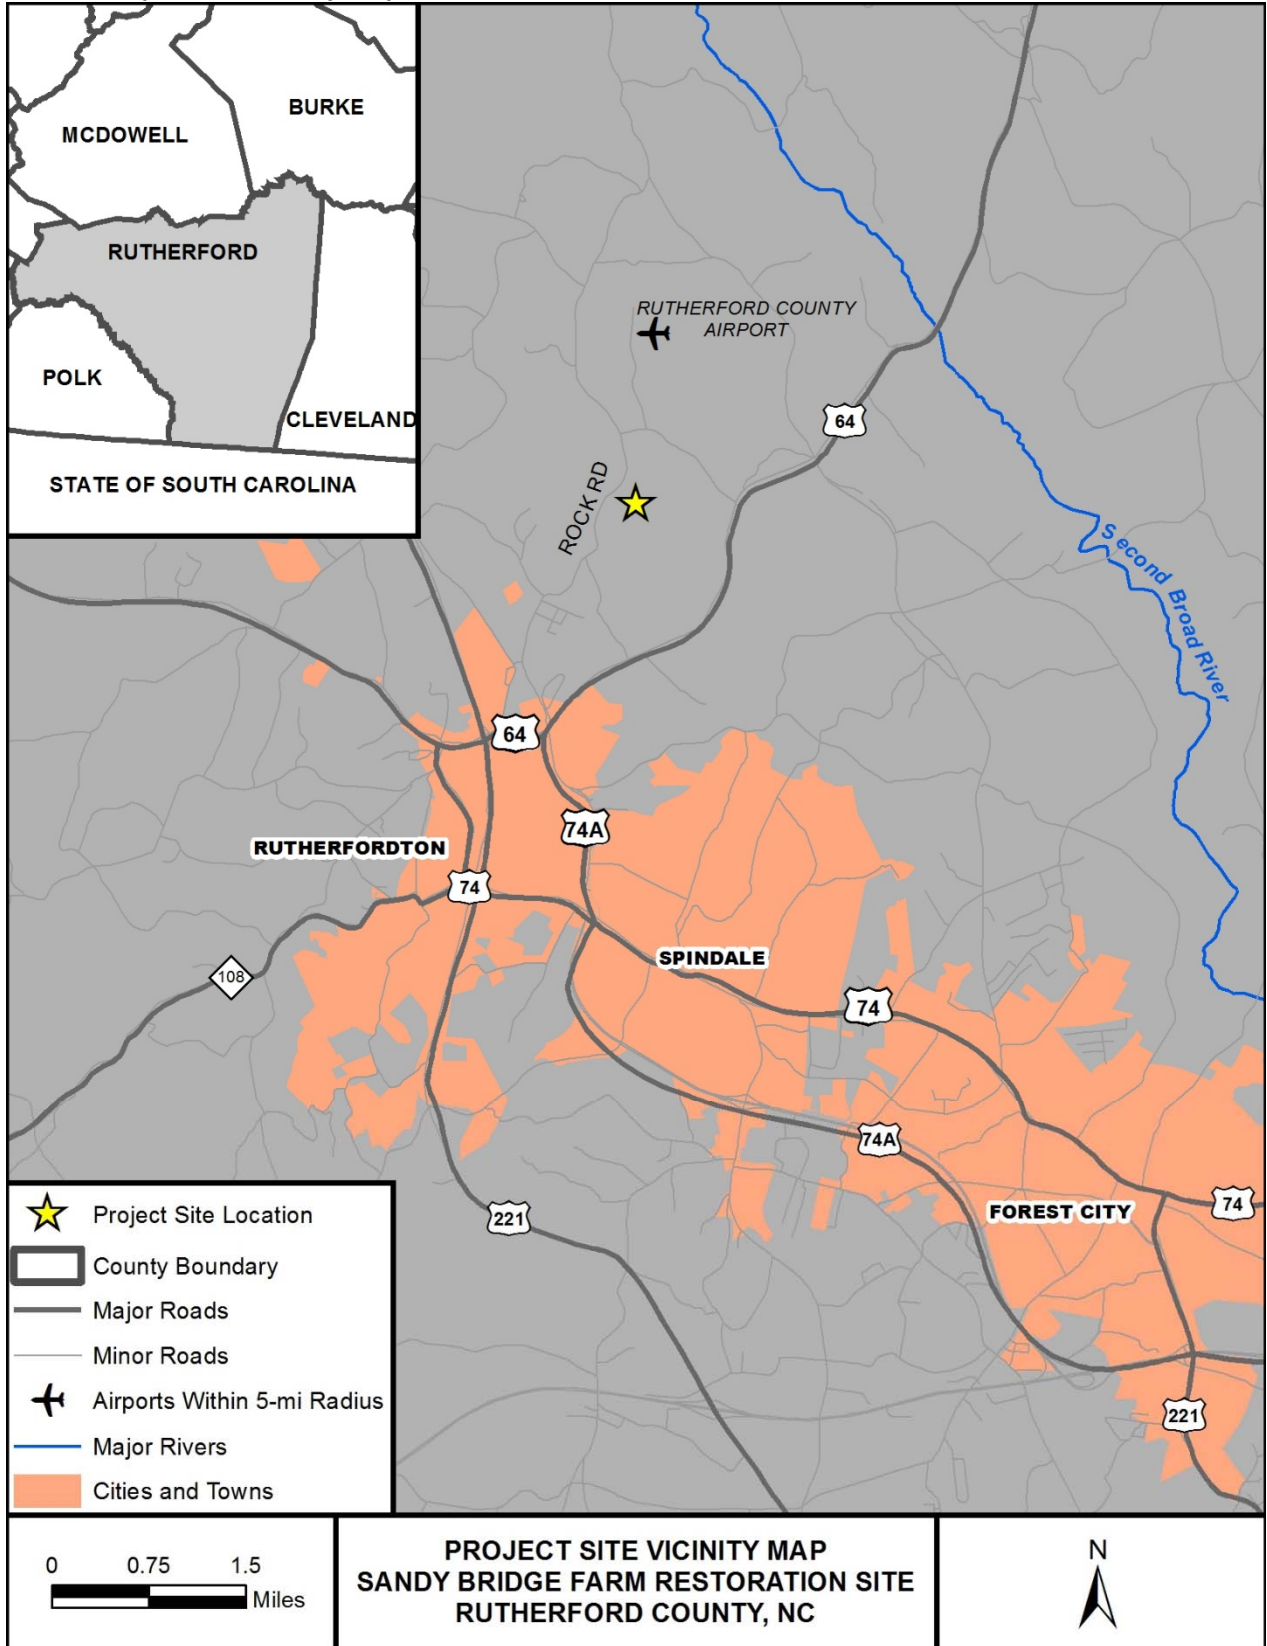 BURKE
MCDOWELL
RUTHERFORD
POLK
CLEVELAND
STATE OF SOUTH CAROLINA
RUTHERFORD COUNTY
AIRPORT
64
ROCK RD
Second Broad River
64
74A
RUTHERFORDTON
74
SPINDALE
108
74
74A
FOREST CITY
74
221
221
Project Site Location
County Boundary
Major Roads
Minor Roads
Airports Within 5-mi Radius
Major Rivers
Cities and Towns
0 0.75 1.5
Miles
PROJECT SITE VICINITY MAP
SANDY BRIDGE FARM RESTORATION SITE
RUTHERFORD COUNTY, NC
N